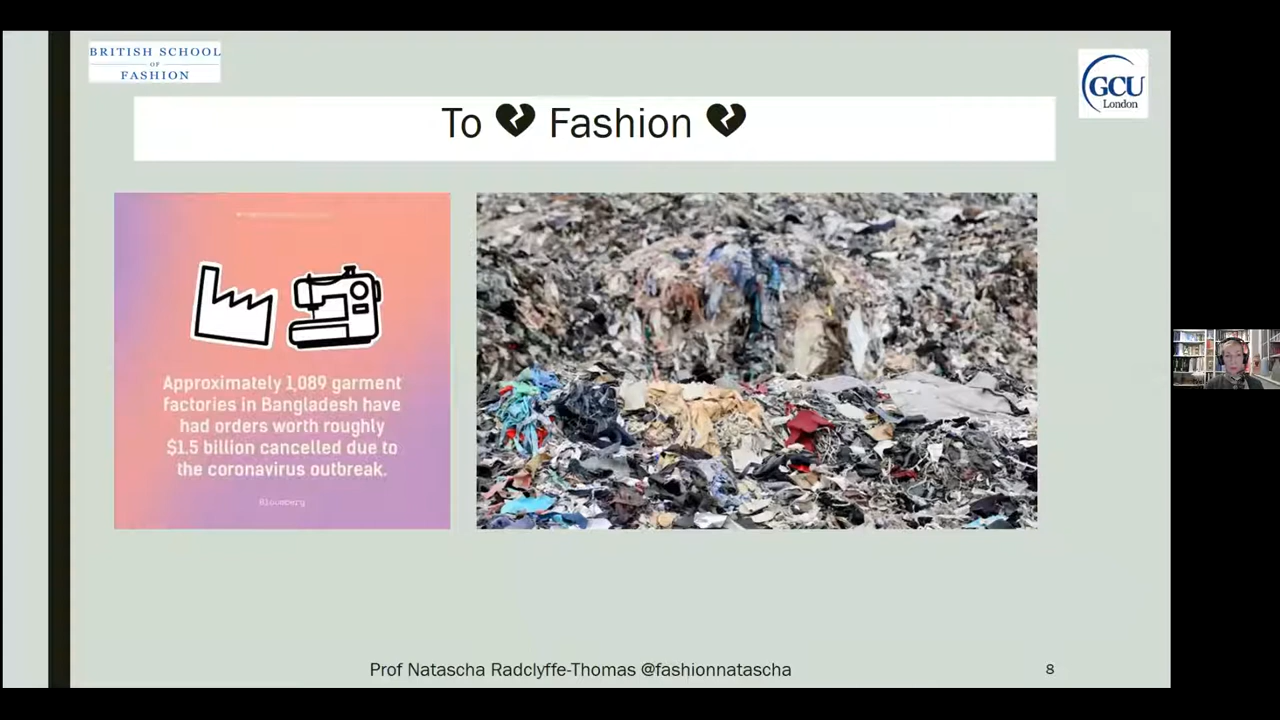 BRITISH SCHOOL
OF
FASHION
GCU
London
To 💔 Fashion 💔
Approximately 1,089 garment
factories in Bangladesh have
had orders worth roughly
$1.5 billion cancelled due to
the coronavirus outbreak.
Bloomberg
Prof Natascha Radclyffe-Thomas @fashionnatascha
8